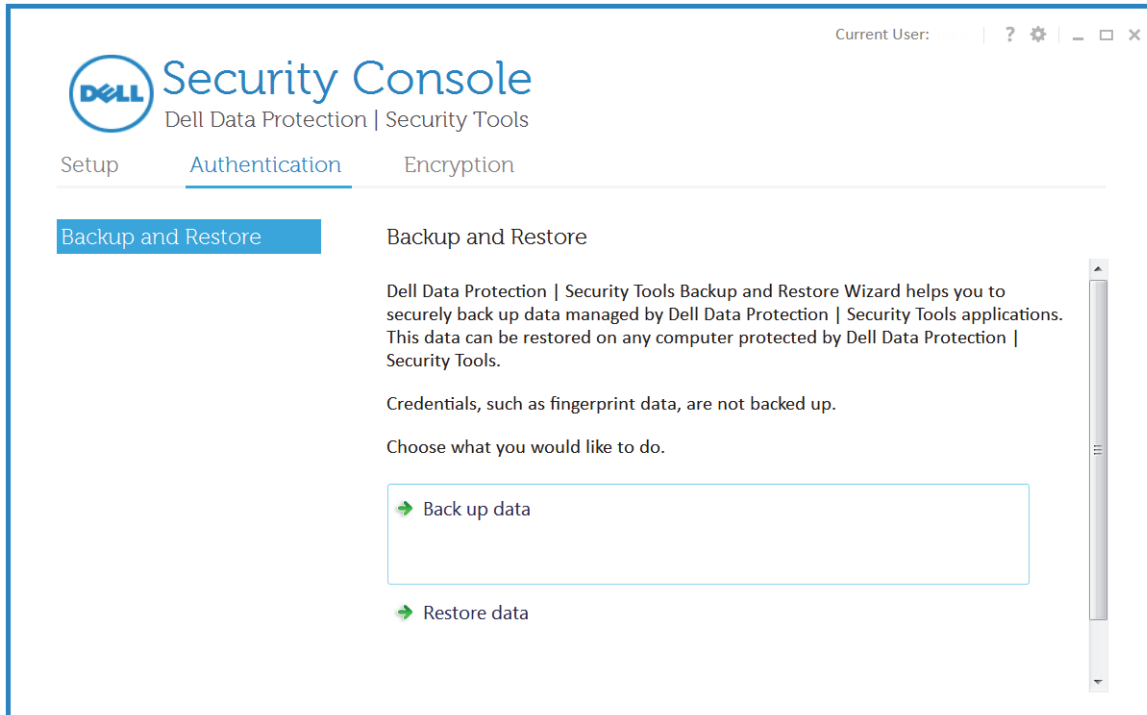 Current User:
?
DELL
Security Console
Dell Data Protection | Security Tools
Setup Authentication Encryption
Backup and Restore
Backup and Restore
Dell Data Protection | Security Tools Backup and Restore Wizard helps you to
securely back up data managed by Dell Data Protection | Security Tools applications.
This data can be restored on any computer protected by Dell Data Protection |
Security Tools.
Credentials, such as fingerprint data, are not backed up.
Choose what you would like to do.
Back up data
Restore data